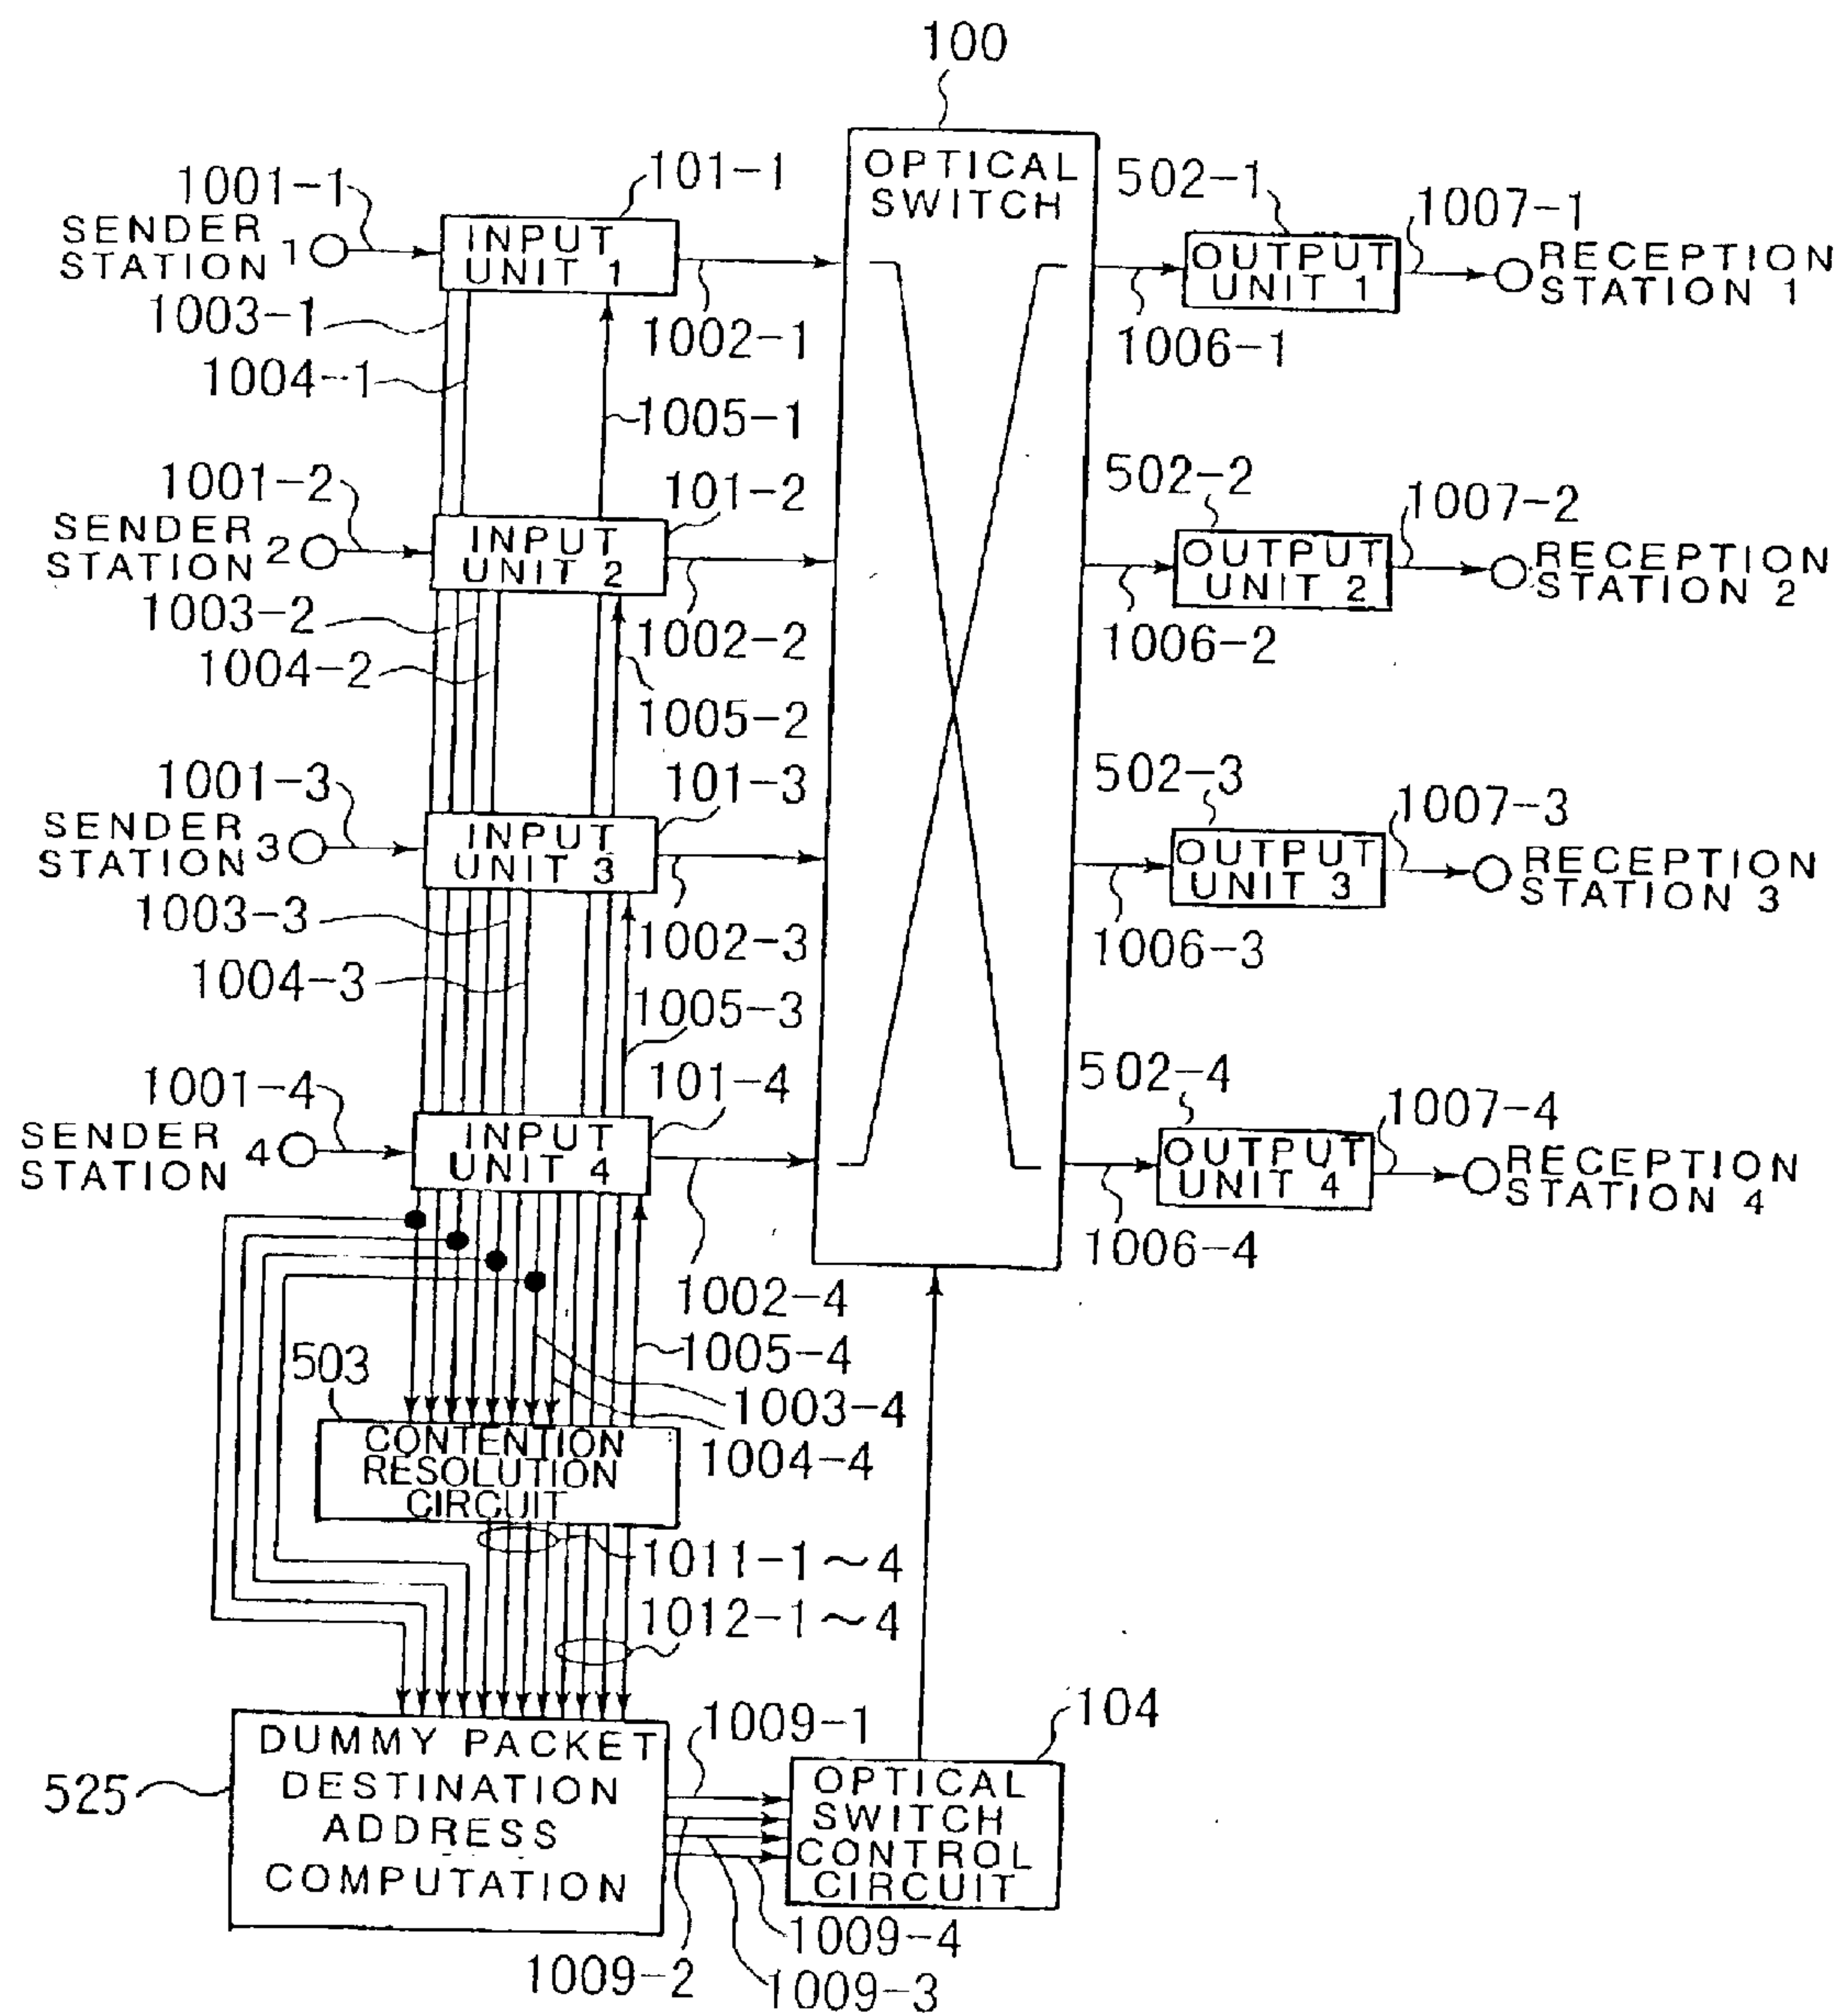 100
OPTICAL
SWITCH
1001-1
101-1
502-1
1007-1
SENDER
STATION 1
INPUT
UNIT 1
OUTPUT
UNIT 1
RECEPTION
STATION 1
1003-1
1002-1
1006-1
1004-1
1005-1
1001-2
101-2
502-2
1007-2
SENDER
STATION 2
INPUT
UNIT 2
OUTPUT
UNIT 2
RECEPTION
STATION 2
1003-2
1002-2
1006-2
1004-2
1005-2
1001-3
101-3
502-3
1007-3
SENDER
STATION 3
INPUT
UNIT 3
OUTPUT
UNIT 3
RECEPTION
STATION 3
1003-3
1002-3
1006-3
1004-3
1005-3
1001-4
101-4
502-4
1007-4
SENDER
STATION 4
INPUT
UNIT 4
OUTPUT
UNIT 4
RECEPTION
STATION 4
1006-4
1002-4
1005-4
503
1003-4
1004-4
CONTENTION
RESOLUTION
CIRCUIT
1011-1~4
1012-1~4
1009-1
104
525
DUMMY PACKET
DESTINATION
ADDRESS
COMPUTATION
OPTICAL
SWITCH
CONTROL
CIRCUIT
1009-4
1009-2
1009-3